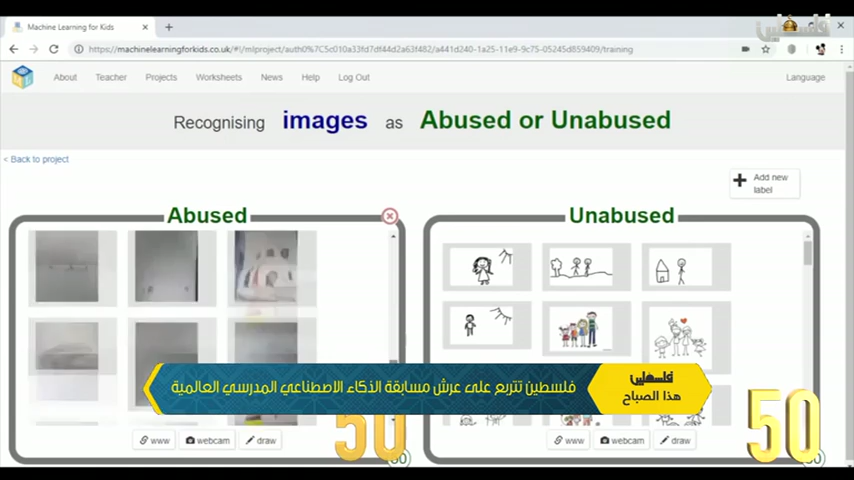 Machine Learning for Kids
فلسطين
https://machinelearningforkids.co.uk/#!/mlproject/auth0%7C5c010a33fd7df44d2a63f482/a441d240-1a25-11e9-9c75-05245d859409/training
About Teacher Projects Worksheets News Help Log Out Language
Recognising images as Abused or Unabused
< Back to project
Add new
label
Abused
Unabused
فلسطين تتربع على عرش مسابقة الذكاء الاصطناعي المدرسي العالمية
فلسطين
هذا الصباح
www webcam draw
www webcam draw
50
50